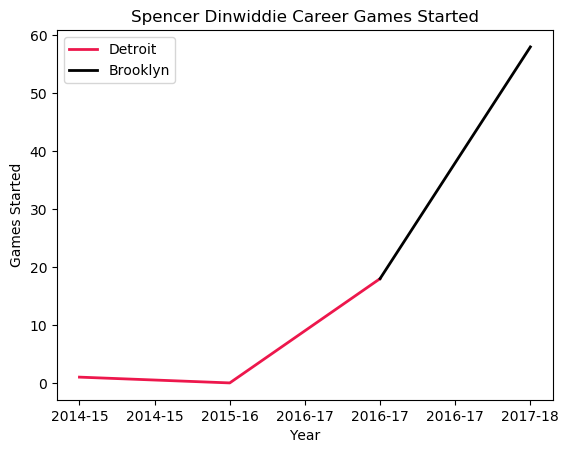 Spencer Dinwiddie Career Games Started
Detroit
Brooklyn
Games Started
60
50
40
30
20
10
0
2014-15 2014-15 2015-16 2016-17 2016-17 2016-17 2017-18
Year